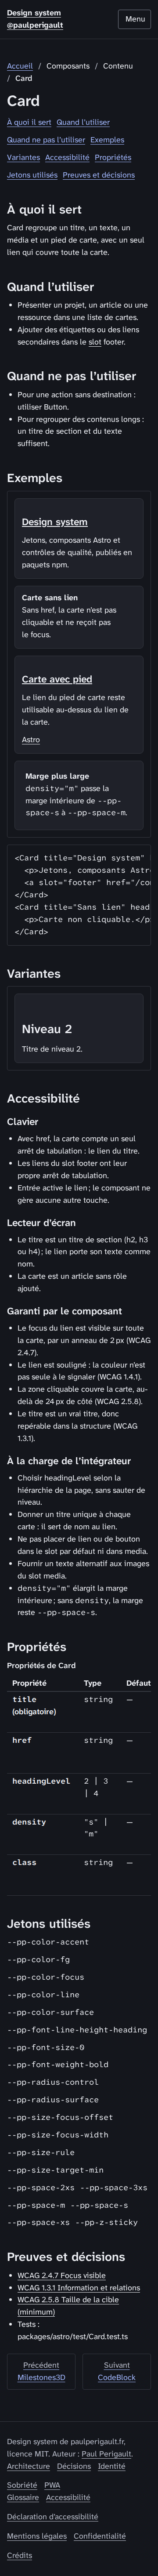 Design system
@paulperigault
Menu
Accueil / Composants / Contenu
/ Card
Card
À quoi il sert Quand l’utiliser
Quand ne pas l’utiliser Exemples
Variantes Accessibilité Propriétés
Jetons utilisés Preuves et décisions
À quoi il sert
Card regroupe un titre, un texte, un
média et un pied de carte, avec un seul
lien qui couvre toute la carte.
Quand l’utiliser
Présenter un projet, un article ou une
ressource dans une liste de cartes.
Ajouter des étiquettes ou des liens
secondaires dans le slot footer.
Quand ne pas l’utiliser
Pour une action sans destination :
utiliser Button.
Pour regrouper des contenus longs :
un titre de section et du texte
suffisent.
Exemples
Design system
Jetons, composants Astro et
contrôles de qualité, publiés en
paquets npm.
Carte sans lien
Sans href, la carte n’est pas
cliquable et ne reçoit pas
le focus.
Carte avec pied
Le lien du pied de carte reste
utilisable au-dessus du lien de
la carte.
Astro
Marge plus large
density="m" passe la
marge intérieure de --pp-
space-s à --pp-space-m.
<Card title="Design system"
<p>Jetons, composants Astro
<a slot="footer" href="/co
</Card>
<Card title="Sans lien" head
<p>Carte non cliquable.</p
</Card>
Variantes
Niveau 2
Titre de niveau 2.
Accessibilité
Clavier
Avec href, la carte compte un seul
arrêt de tabulation : le lien du titre.
Les liens du slot footer ont leur
propre arrêt de tabulation.
Entrée active le lien ; le composant ne
gère aucune autre touche.
Lecteur d’écran
Le titre est un titre de section (h2, h3
ou h4) ; le lien porte son texte comme
nom.
La carte est un article sans rôle
ajouté.
Garanti par le composant
Le focus du lien est visible sur toute
la carte, par un anneau de 2 px (WCAG
2.4.7).
Le lien est souligné : la couleur n’est
pas seule à le signaler (WCAG 1.4.1).
La zone cliquable couvre la carte, au-
delà de 24 px de côté (WCAG 2.5.8).
Le titre est un vrai titre, donc
repérable dans la structure (WCAG
1.3.1).
À la charge de l’intégrateur
Choisir headingLevel selon la
hiérarchie de la page, sans sauter de
niveau.
Donner un titre unique à chaque
carte : il sert de nom au lien.
Ne pas placer de lien ou de bouton
dans le slot par défaut ni dans media.
Fournir un texte alternatif aux images
du slot media.
density="m" élargit la marge
intérieure ; sans density, la marge
reste --pp-space-s.
Propriétés
Propriétés de Card
Propriété Type Défaut
title string —
(obligatoire)
href string —
headingLevel 2 | 3 —
| 4
density "s" | —
"m"
class string —
Jetons utilisés
--pp-color-accent
--pp-color-fg
--pp-color-focus
--pp-color-line
--pp-color-surface
--pp-font-line-height-heading
--pp-font-size-0
--pp-font-weight-bold
--pp-radius-control
--pp-radius-surface
--pp-size-focus-offset
--pp-size-focus-width
--pp-size-rule
--pp-size-target-min
--pp-space-2xs --pp-space-3xs
--pp-space-m --pp-space-s
--pp-space-xs --pp-z-sticky
Preuves et décisions
WCAG 2.4.7 Focus visible
WCAG 1.3.1 Information et relations
WCAG 2.5.8 Taille de la cible
(minimum)
Tests :
packages/astro/test/Card.test.ts
Précédent
Milestones3D
Suivant
CodeBlock
Design system de paulperigault.fr,
licence MIT. Auteur : Paul Perigault.
Architecture Décisions Identité
Sobriété PWA
Glossaire Accessibilité
Déclaration d’accessibilité
Mentions légales Confidentialité
Crédits